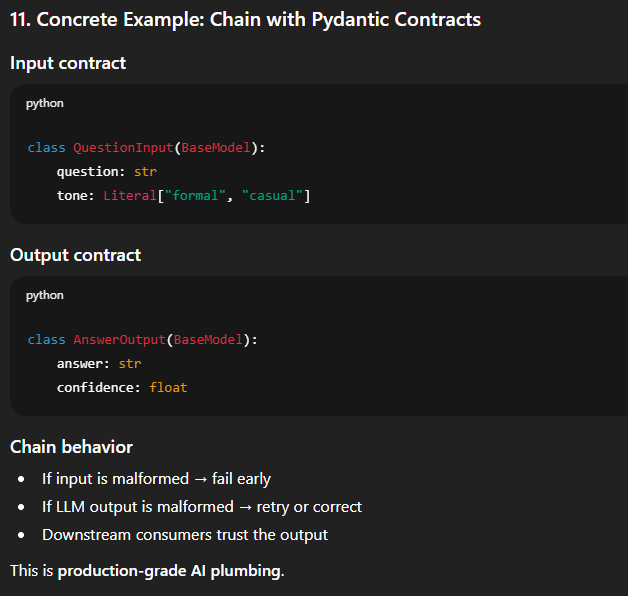 11. Concrete Example: Chain with Pydantic Contracts
Input contract
python
class QuestionInput(BaseModel):
    question: str
    tone: Literal["formal", "casual"]
Output contract
python
class AnswerOutput(BaseModel):
    answer: str
    confidence: float
Chain behavior
• If input is malformed → fail early
• If LLM output is malformed → retry or correct
• Downstream consumers trust the output
This is production-grade AI plumbing.